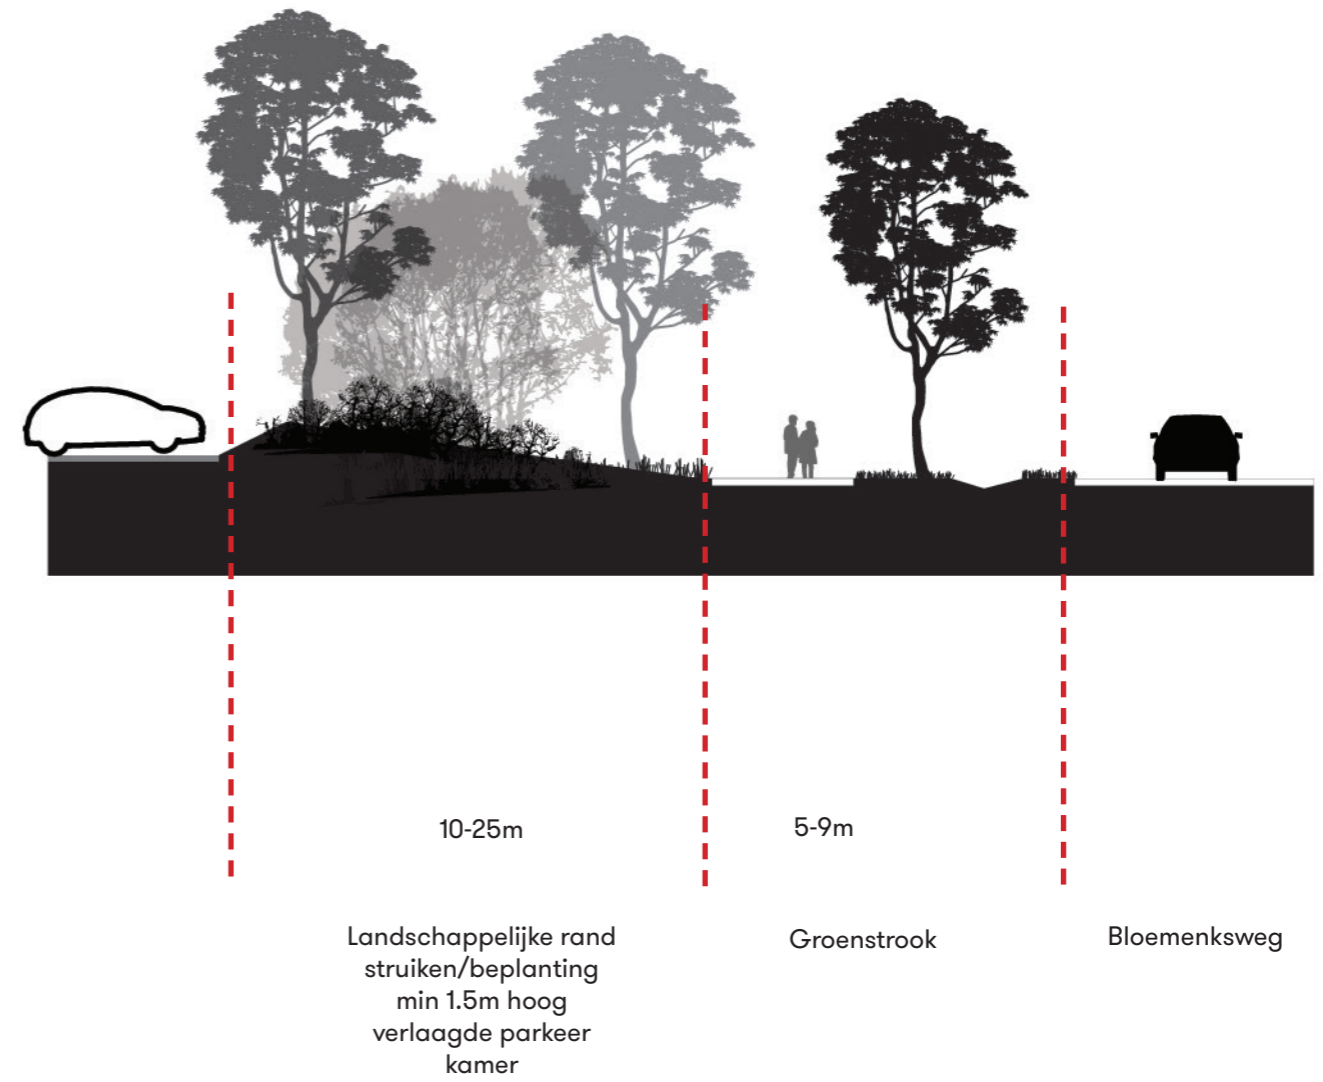 10-25m
5-9m
Landschappelijke rand
struiken/beplanting
min 1.5m hoog
verlaagde parkeer
kamer
Groenstrook
Bloemenksweg